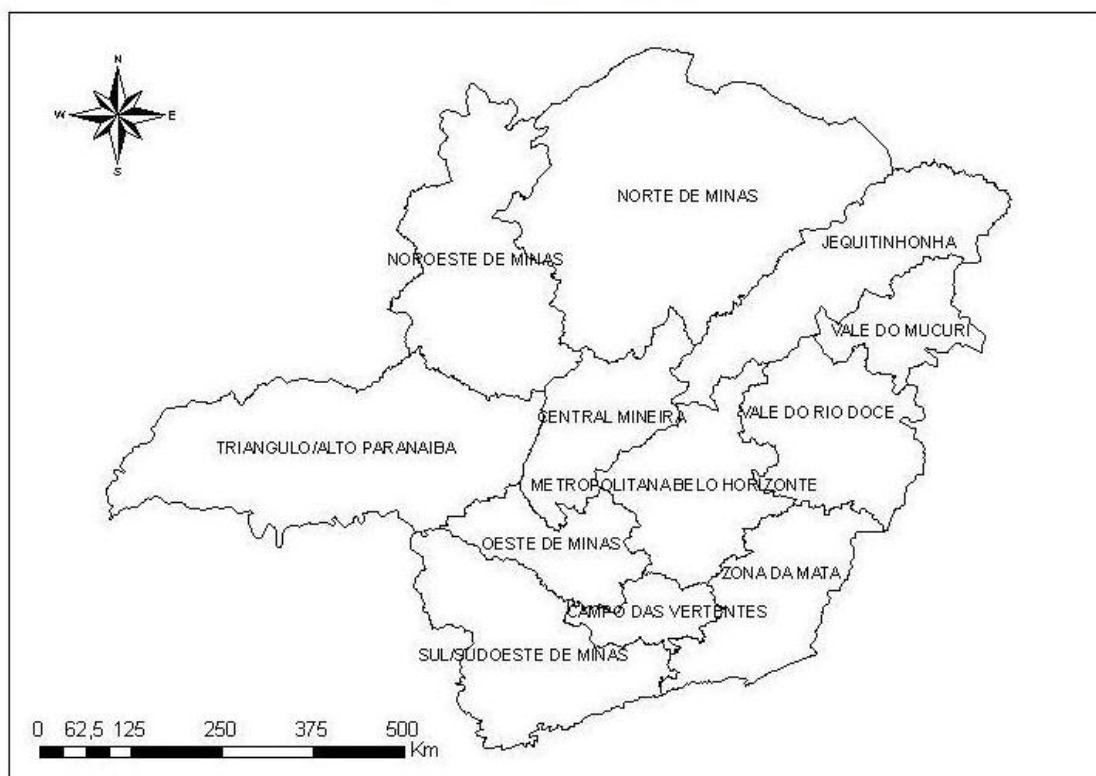 N
W E
S
NORTE DE MINAS
JEQUITINHONHA
NOROESTE DE MINAS
VALE DO MUCURI
CENTRAL MINEIRA
VALE DO RIO DOCE
TRIANGULO/ALTO PARANAIBA
METROPOLITANA BELO HORIZONTE
OESTE DE MINAS
ZONA DA MATA
CAMPO DAS VERTENTES
SUL/SUDOESTE DE MINAS
0 62,5 125 250 375 500
Km